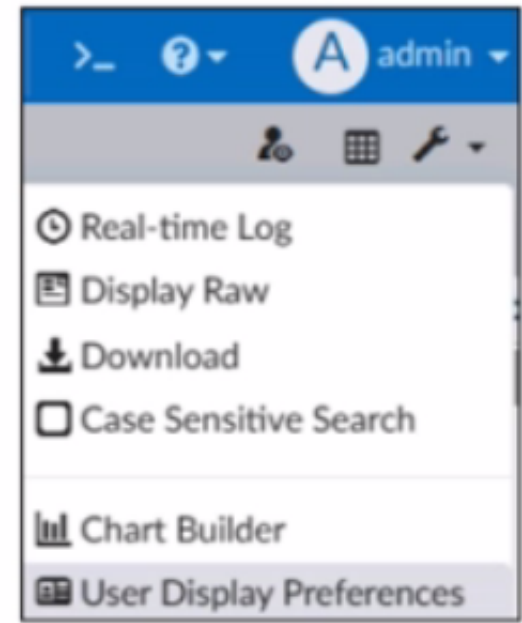 >_ ? A admin
Real-time Log
Display Raw
Download
Case Sensitive Search
Chart Builder
User Display Preferences